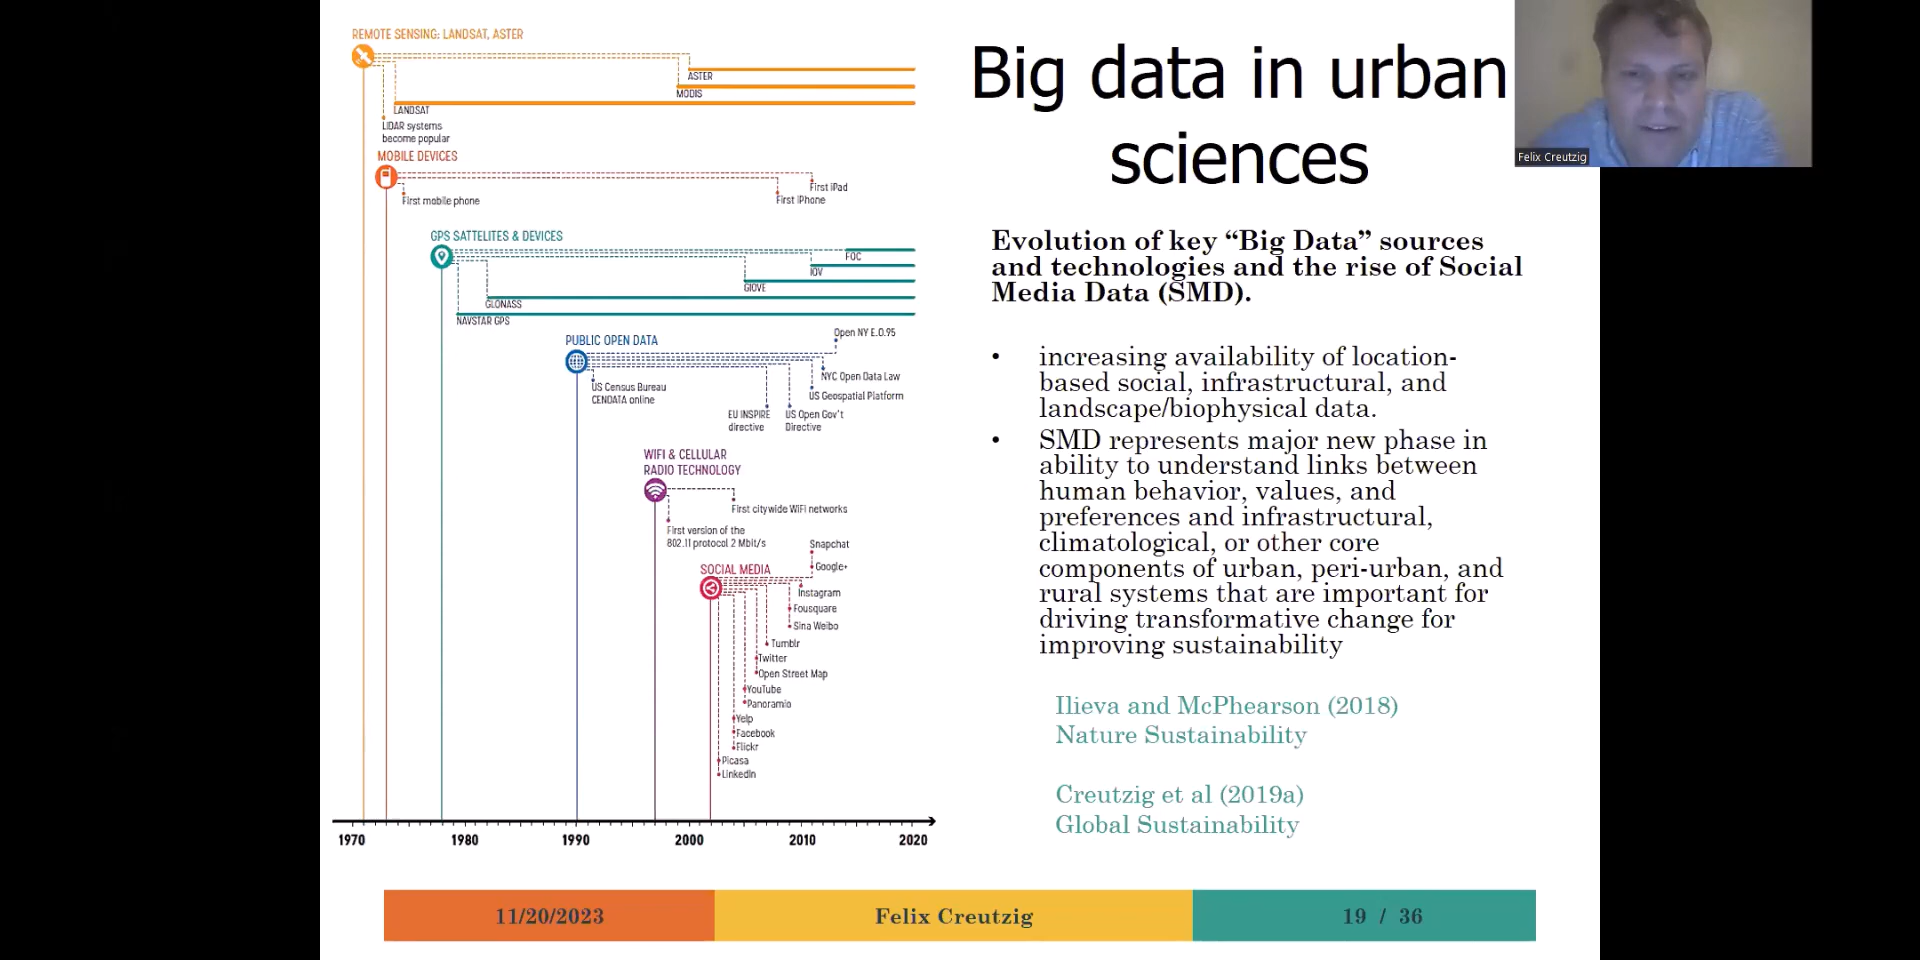 REMOTE SENSING: LANDSAT, ASTER
ASTER
MODIS
LANDSAT
LIDAR systems
become popular
MOBILE DEVICES
First iPad
First iPhone
First mobile phone
GPS SATTELITES & DEVICES
FOC
IOV
GIOVE
GLONASS
NAVSTAR GPS
Open NY E.O.95
PUBLIC OPEN DATA
NYC Open Data Law
US Census Bureau
CENDATA online
US Geospatial Platform
EU INSPIRE
directive
US Open Gov't
Directive
WIFI & CELLULAR
RADIO TECHNOLOGY
First citywide WIFI networks
First version of the
802.11 protocol 2 Mbit/s
Snapchat
SOCIAL MEDIA
Google+
Instagram
Fousquare
Sina Weibo
Tumblr
Twitter
Open Street Map
YouTube
Panoramio
Yelp
Facebook
Flickr
Picasa
LinkedIn
1970 1980 1990 2000 2010 2020
Big data in urban
sciences
Felix Creutzig
Evolution of key “Big Data” sources
and technologies and the rise of Social
Media Data (SMD).
• increasing availability of location-
based social, infrastructural, and
landscape/biophysical data.
• SMD represents major new phase in
ability to understand links between
human behavior, values, and
preferences and infrastructural,
climatological, or other core
components of urban, peri-urban, and
rural systems that are important for
driving transformative change for
improving sustainability
Ilieva and McPhearson (2018)
Nature Sustainability
Creutzig et al (2019a)
Global Sustainability
11/20/2023
Felix Creutzig
19 / 36